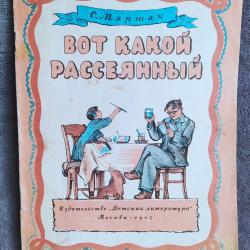 С. Маршак
ВОТ КАКОЙ
РАССЕЯННЫЙ
Издательство „Детская литература"
Москва